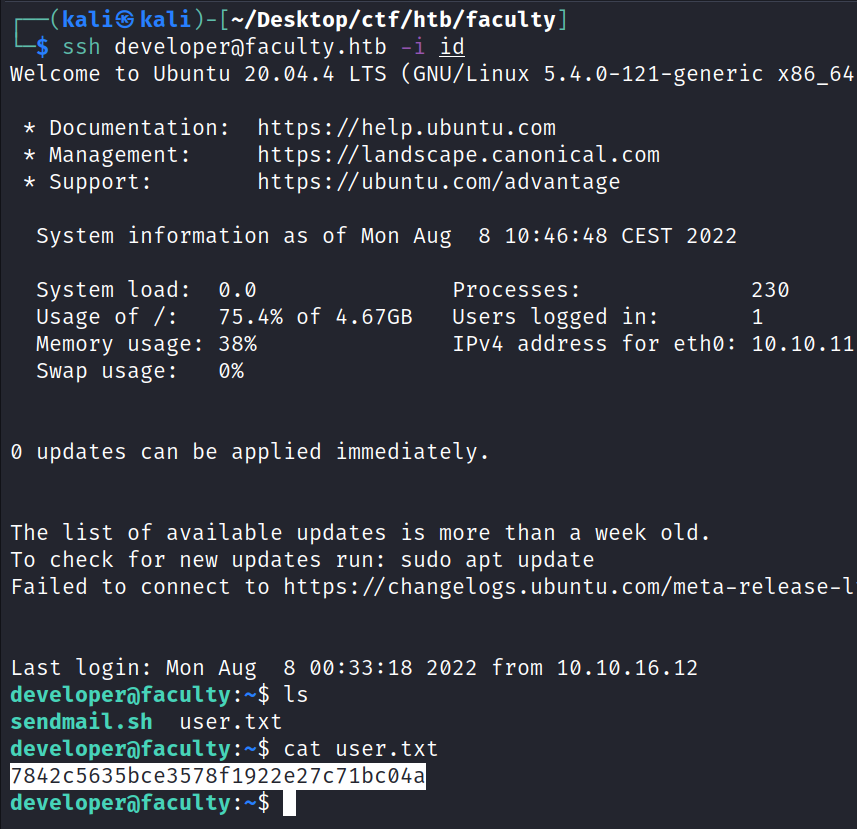 ┌──(kali㉿kali)-[~/Desktop/ctf/htb/faculty]
└─$ ssh developer@faculty.htb -i id
Welcome to Ubuntu 20.04.4 LTS (GNU/Linux 5.4.0-121-generic x86_64
* Documentation: https://help.ubuntu.com
* Management: https://landscape.canonical.com
* Support: https://ubuntu.com/advantage
System information as of Mon Aug 8 10:46:48 CEST 2022
System load: 0.0 Processes: 230
Usage of /: 75.4% of 4.67GB Users logged in: 1
Memory usage: 38% IPv4 address for eth0: 10.10.11
Swap usage: 0%
0 updates can be applied immediately.
The list of available updates is more than a week old.
To check for new updates run: sudo apt update
Failed to connect to https://changelogs.ubuntu.com/meta-release-l
Last login: Mon Aug 8 00:33:18 2022 from 10.10.16.12
developer@faculty:~$ ls
sendmail.sh user.txt
developer@faculty:~$ cat user.txt
7842c5635bce3578f1922e27c71bc04a
developer@faculty:~$